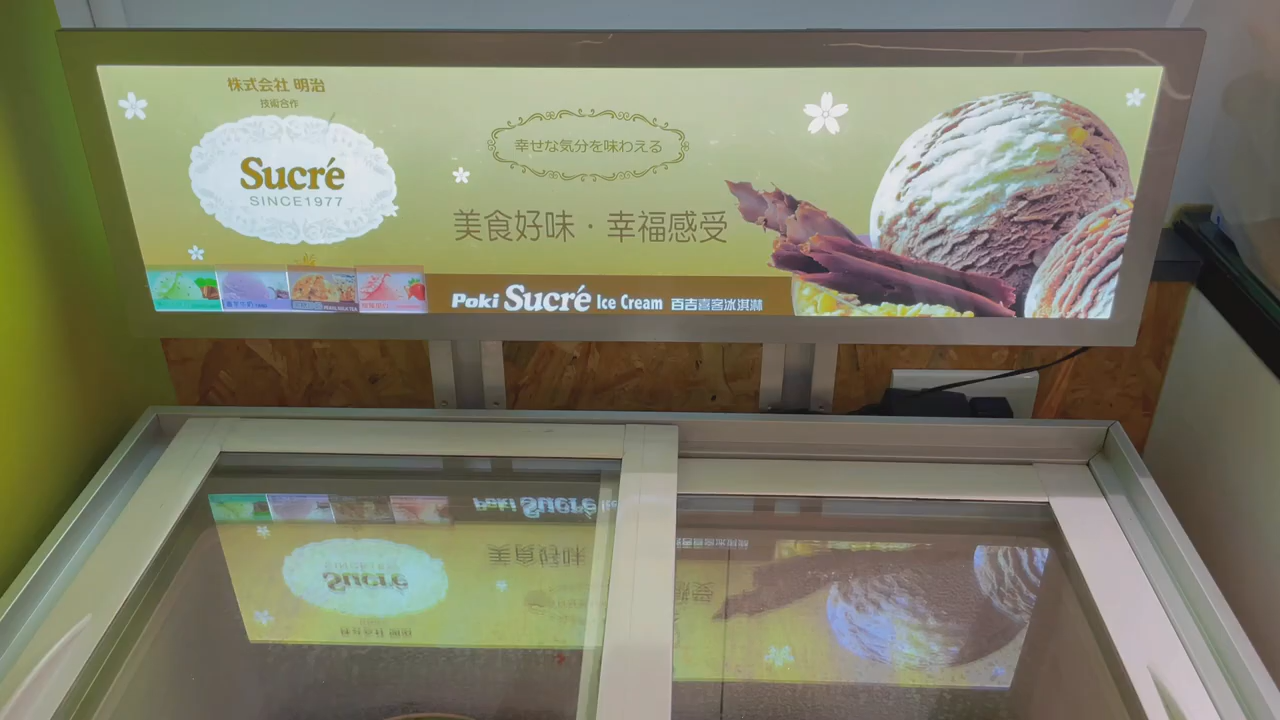 株式会社 明治
技術合作
Sucré
SINCE1977
幸せな気分を味わえる
美食好味・幸福感受
Poki Sucré Ice Cream 百吉喜客冰淇淋